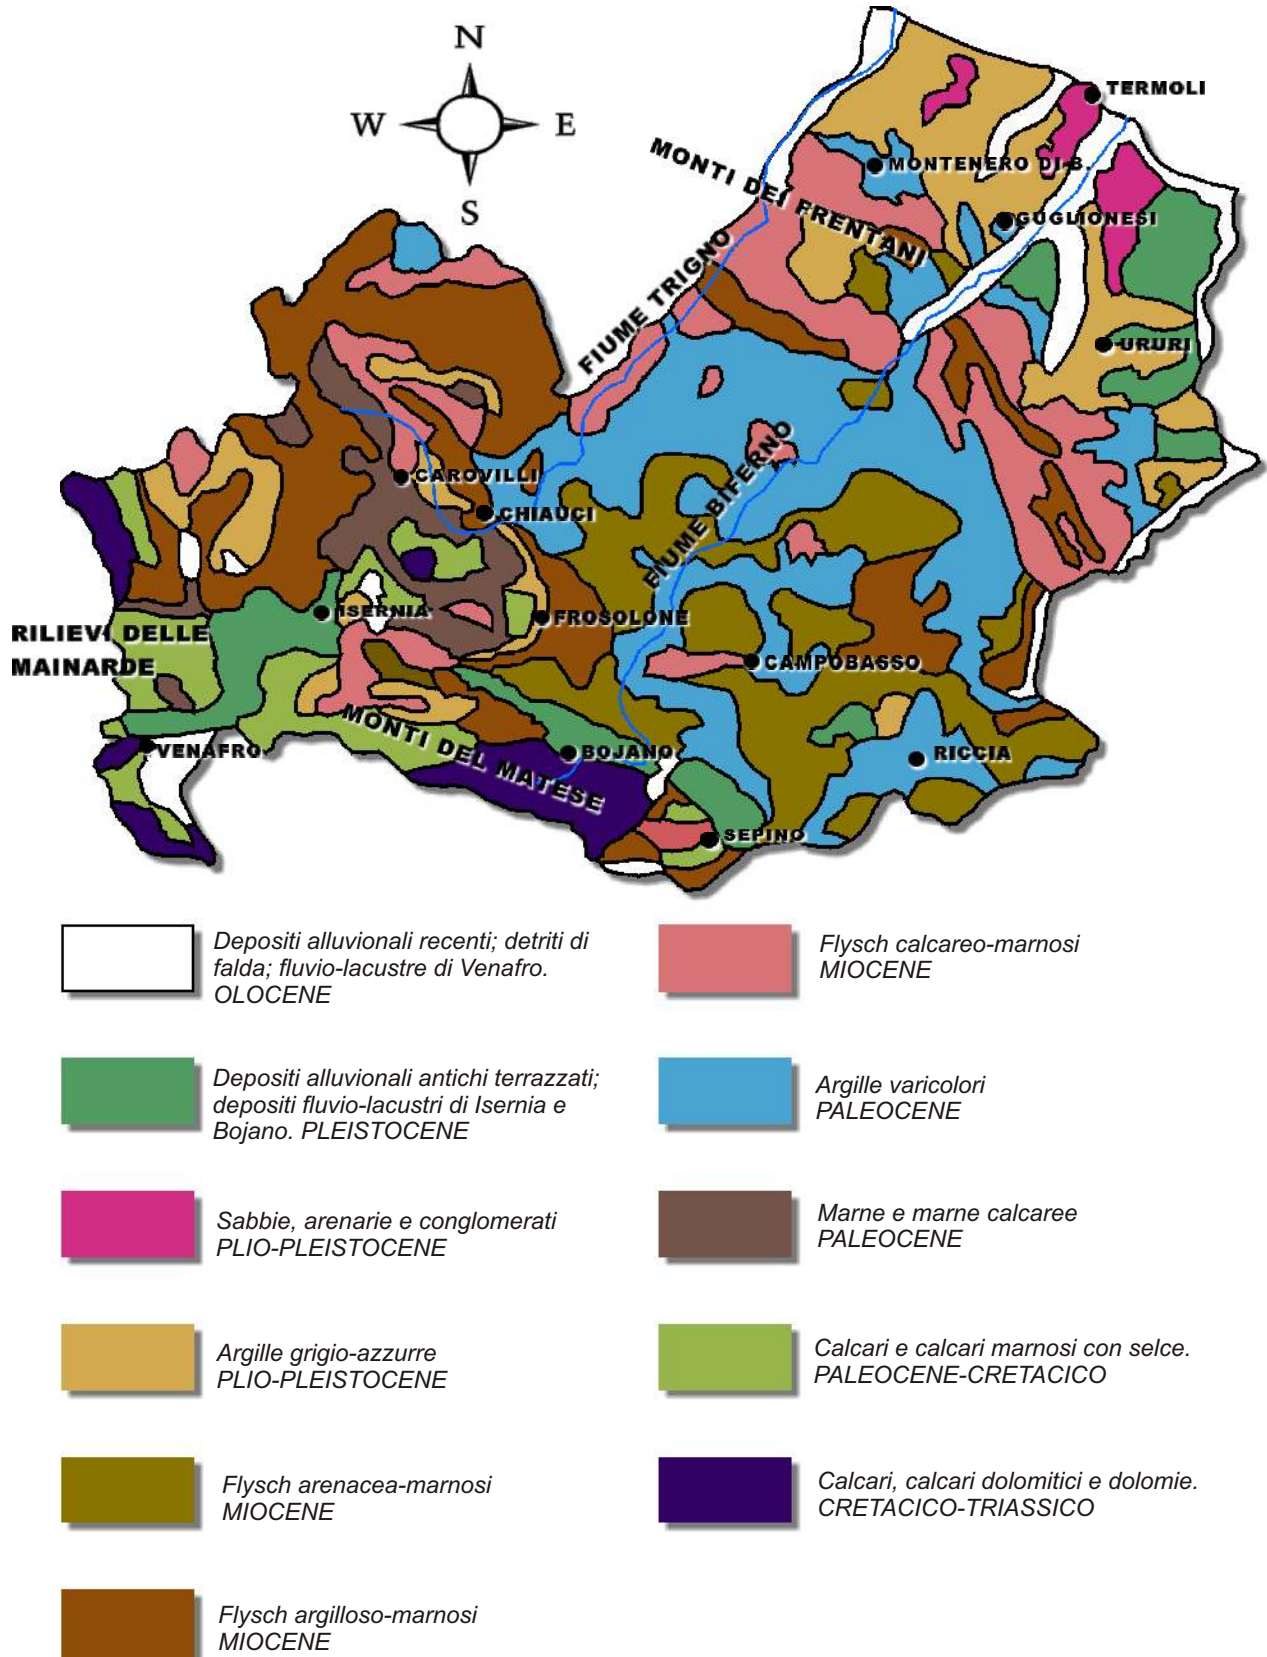 N
W
E
S
TERMOLI
MONTENERO DI B.
MONTI DEI FRENTANI
GUGLIONESI
FIUME TRIGNO
URURI
FIUME BIFERNO
CAROVILLI
CHIAUCI
ISERNIA
FROSOLONE
RILIEVI DELLE
MAINARDE
CAMPOBASSO
MONTI DEL MATESE
VENAFRO
BOJANO
RICCIA
SEPINO
Depositi alluvionali recenti; detriti di
falda; fluvio-lacustre di Venafro.
OLOCENE
Depositi alluvionali antichi terrazzati;
depositi fluvio-lacustri di Isernia e
Bojano. PLEISTOCENE
Sabbie, arenarie e conglomerati
PLIO-PLEISTOCENE
Argille grigio-azzurre
PLIO-PLEISTOCENE
Flysch arenacea-marnosi
MIOCENE
Flysch argilloso-marnosi
MIOCENE
Flysch calcareo-marnosi
MIOCENE
Argille varicolori
PALEOCENE
Marne e marne calcaree
PALEOCENE
Calcari e calcari marnosi con selce.
PALEOCENE-CRETACICO
Calcari, calcari dolomitici e dolomie.
CRETACICO-TRIASSICO